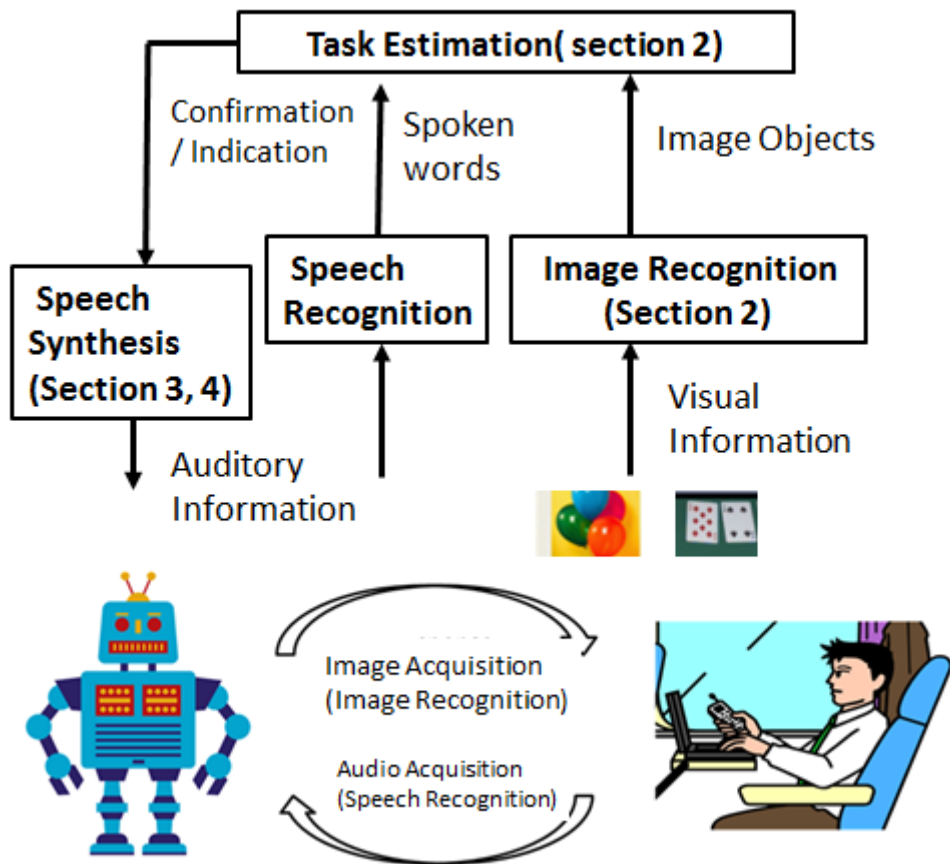 Task Estimation( section 2)
Confirmation
/ Indication
Spoken
words
Image Objects
Speech
Synthesis
(Section 3, 4)
Speech
Recognition
Image Recognition
(Section 2)
Auditory
Information
Visual
Information
Image Acquisition
(Image Recognition)
Audio Acquisition
(Speech Recognition)